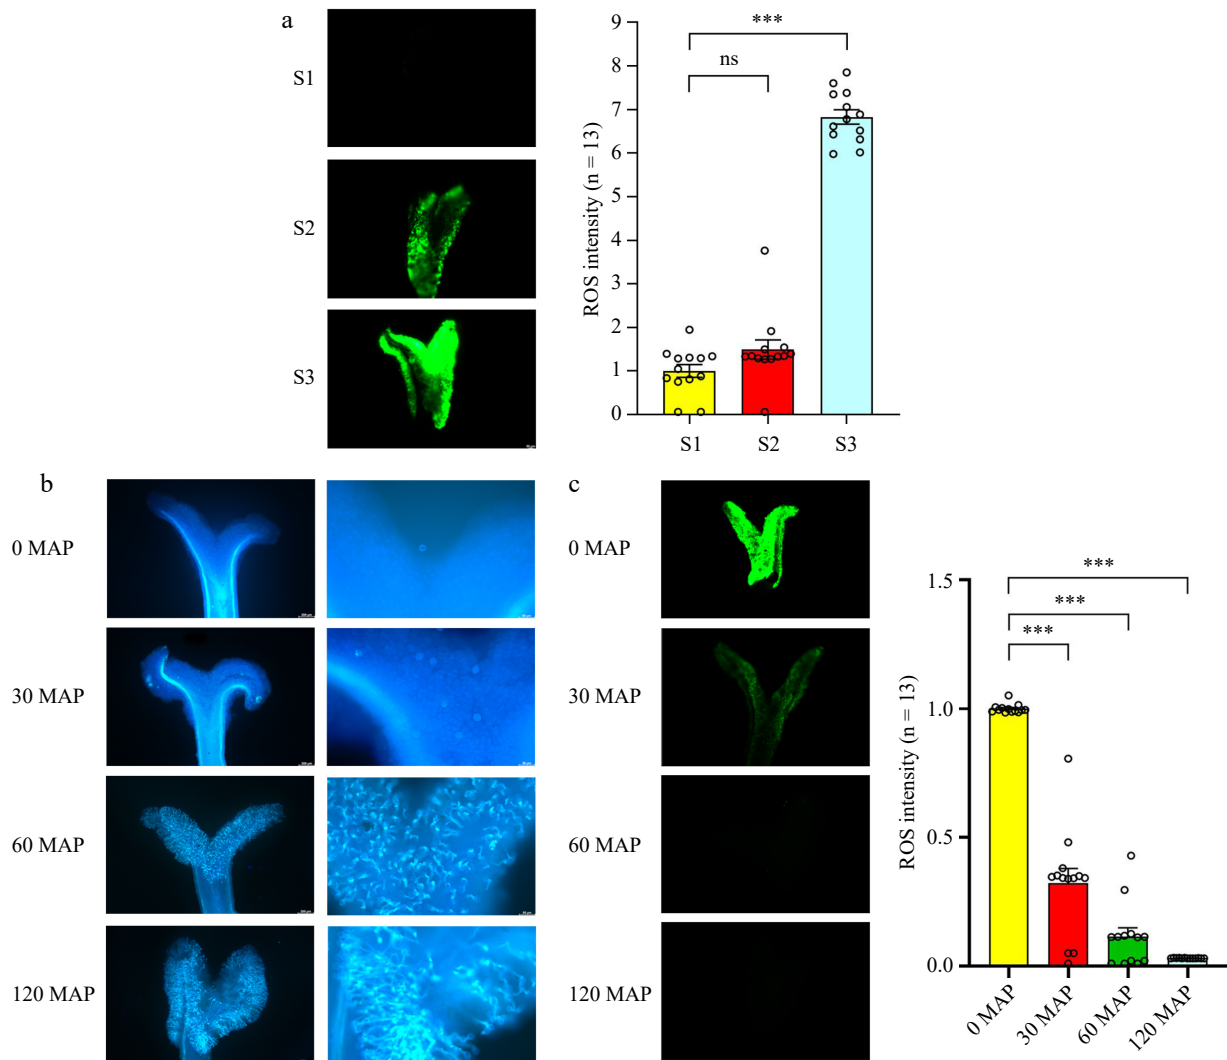 a
S1
S2
S3
ROS intensity (n = 13)
9
8
7
6
5
4
3
2
1
0
***
ns
S1 S2 S3
b
0 MAP
30 MAP
60 MAP
120 MAP
c
0 MAP
30 MAP
60 MAP
120 MAP
ROS intensity (n = 13)
1.5
1.0
0.5
0.0
***
***
***
0 MAP 30 MAP 60 MAP 120 MAP